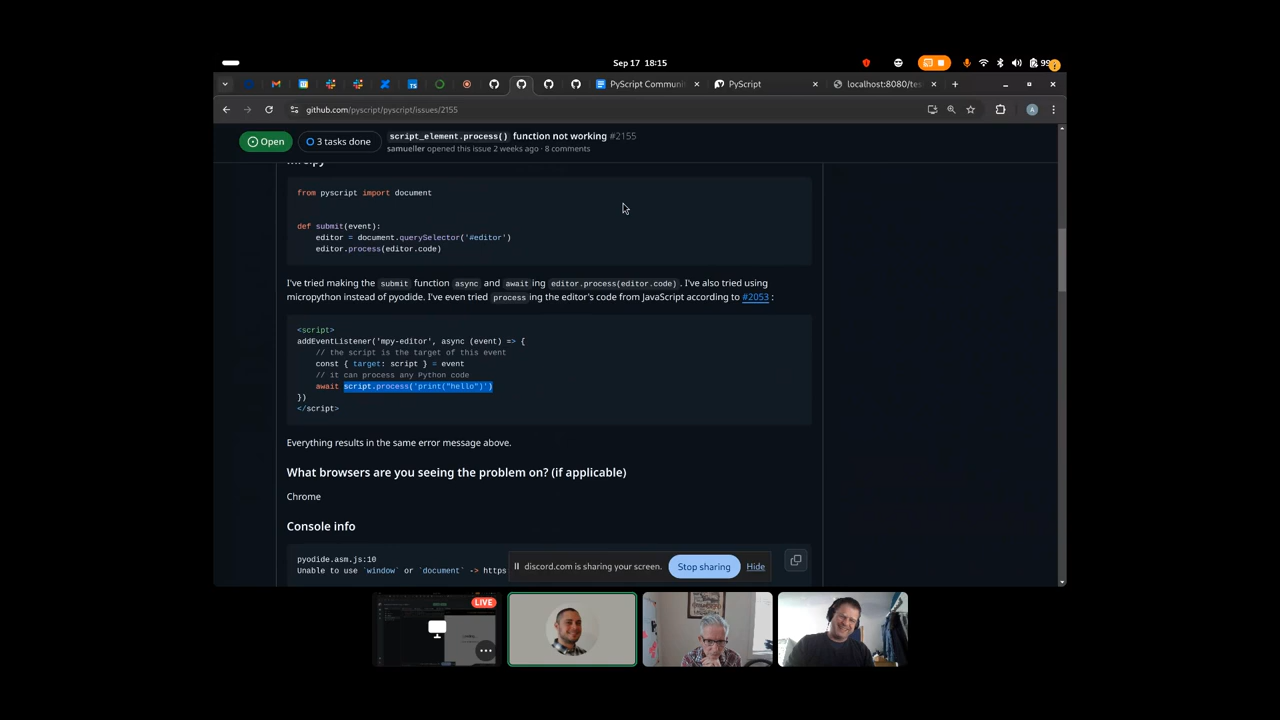 Sep 17 18:15
PyScript Communi
PyScript
localhost:8080/tes
github.com/pyscript/pyscript/issues/2155
Open
3 tasks done
script_element.process() function not working #2155
samueller opened this issue 2 weeks ago · 8 comments
from pyscript import document
def submit(event):
editor = document.querySelector('#editor')
editor.process(editor.code)
I've tried making the submit function async and await ing editor.process(editor.code) . I've also tried using
micropython instead of pyodide. I've even tried process ing the editor's code from JavaScript according to #2053 :
<script>
addEventListener('mpy-editor', async (event) => {
// the script is the target of this event
const { target: script } = event
// it can process any Python code
await script.process('print("hello")')
})
</script>
Everything results in the same error message above.
What browsers are you seeing the problem on? (if applicable)
Chrome
Console info
pyodide.asm.js:10
Unable to use `window` or `document` -> https
discord.com is sharing your screen.
Stop sharing
Hide
LIVE